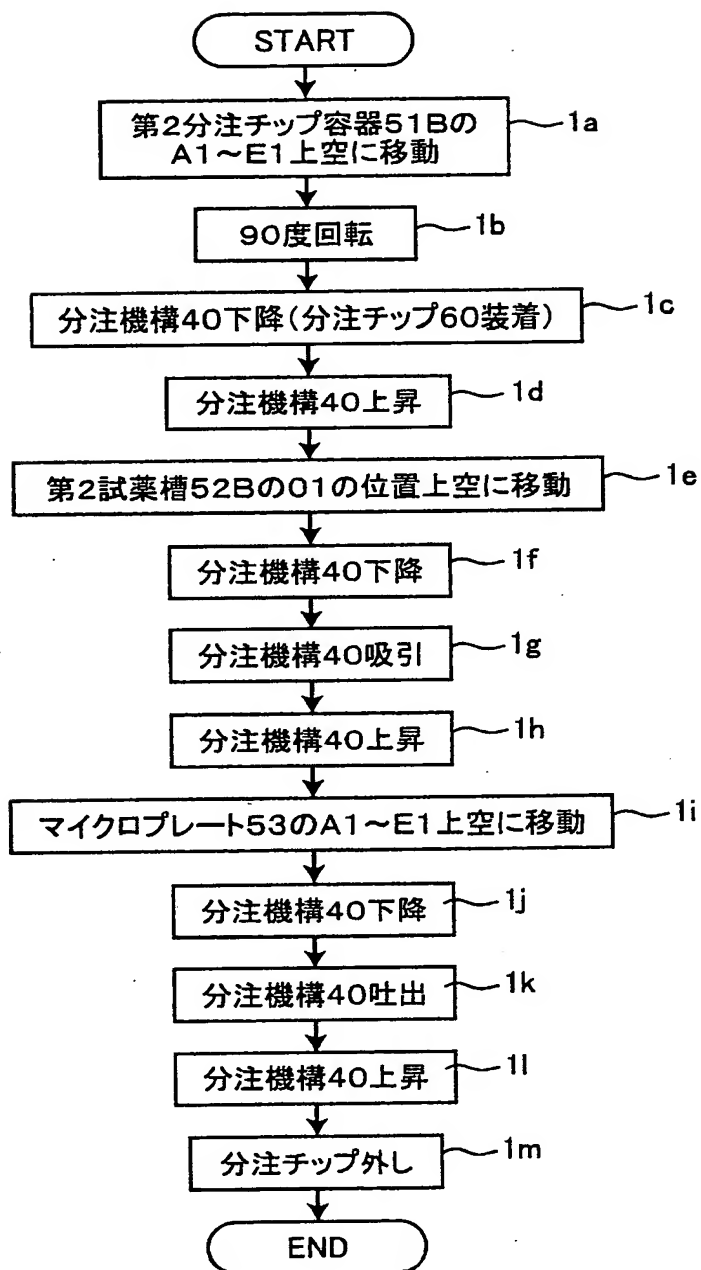 START
第2分注チップ容器51Bの
A1～E1上空に移動
1a
90度回転
1b
分注機構40下降(分注チップ60装着)
1c
分注機構40上昇
1d
第2試薬槽52Bの01の位置上空に移動
1e
分注機構40下降
1f
分注機構40吸引
1g
分注機構40上昇
1h
マイクロプレート53のA1～E1上空に移動
1i
分注機構40下降
1j
分注機構40吐出
1k
分注機構40上昇
1l
分注チップ外し
1m
END